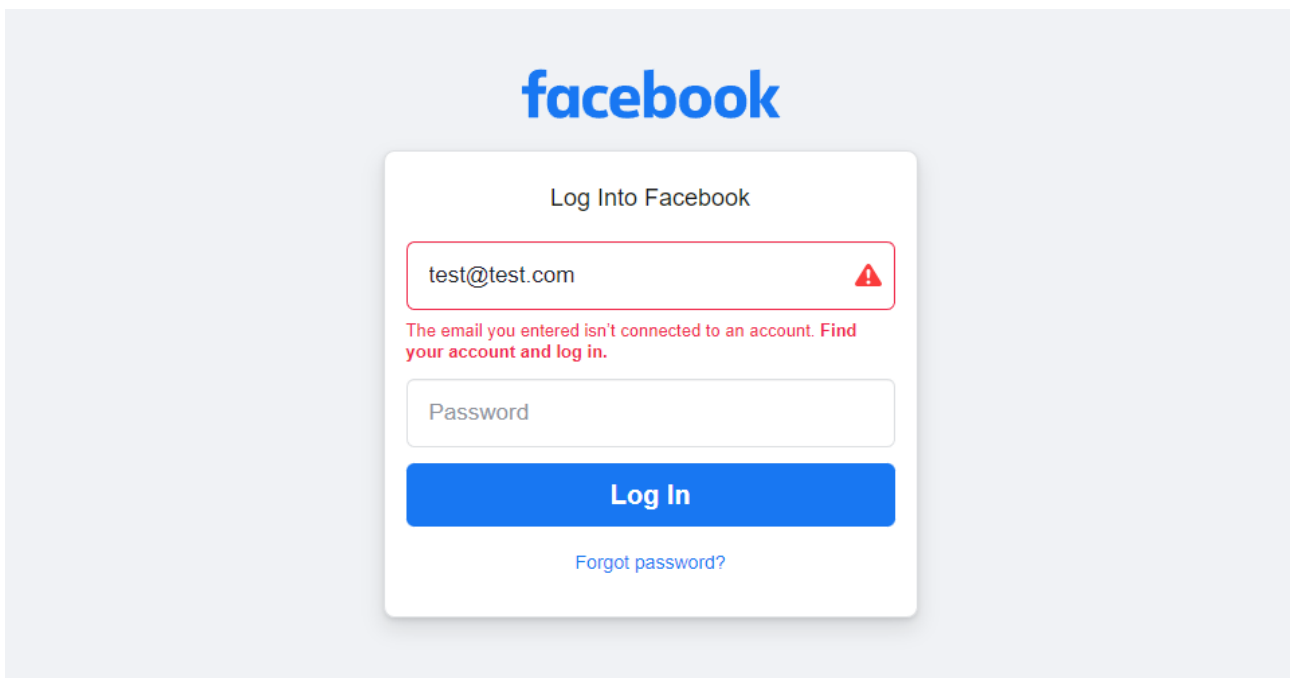 facebook
Log Into Facebook
test@test.com
The email you entered isn't connected to an account. Find
your account and log in.
Password
Log In
Forgot password?